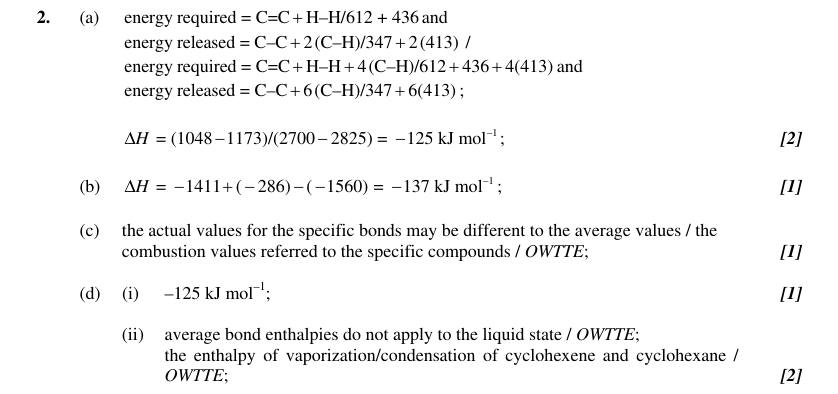 2. (a) energy required = C=C + H–H/612 + 436 and
energy released = C–C + 2(C–H)/347 + 2(413) /
energy required = C=C + H–H + 4(C–H)/612 + 436 + 4(413) and
energy released = C–C + 6(C–H)/347 + 6(413) ;
ΔH = (1048 – 1173)/(2700 – 2825) = –125 kJ mol⁻¹ ; [2]
(b) ΔH = –1411 + (–286) – (–1560) = –137 kJ mol⁻¹ ; [1]
(c) the actual values for the specific bonds may be different to the average values / the
combustion values referred to the specific compounds / OWTTE; [1]
(d) (i) –125 kJ mol⁻¹; [1]
(ii) average bond enthalpies do not apply to the liquid state / OWTTE;
the enthalpy of vaporization/condensation of cyclohexene and cyclohexane /
OWTTE; [2]